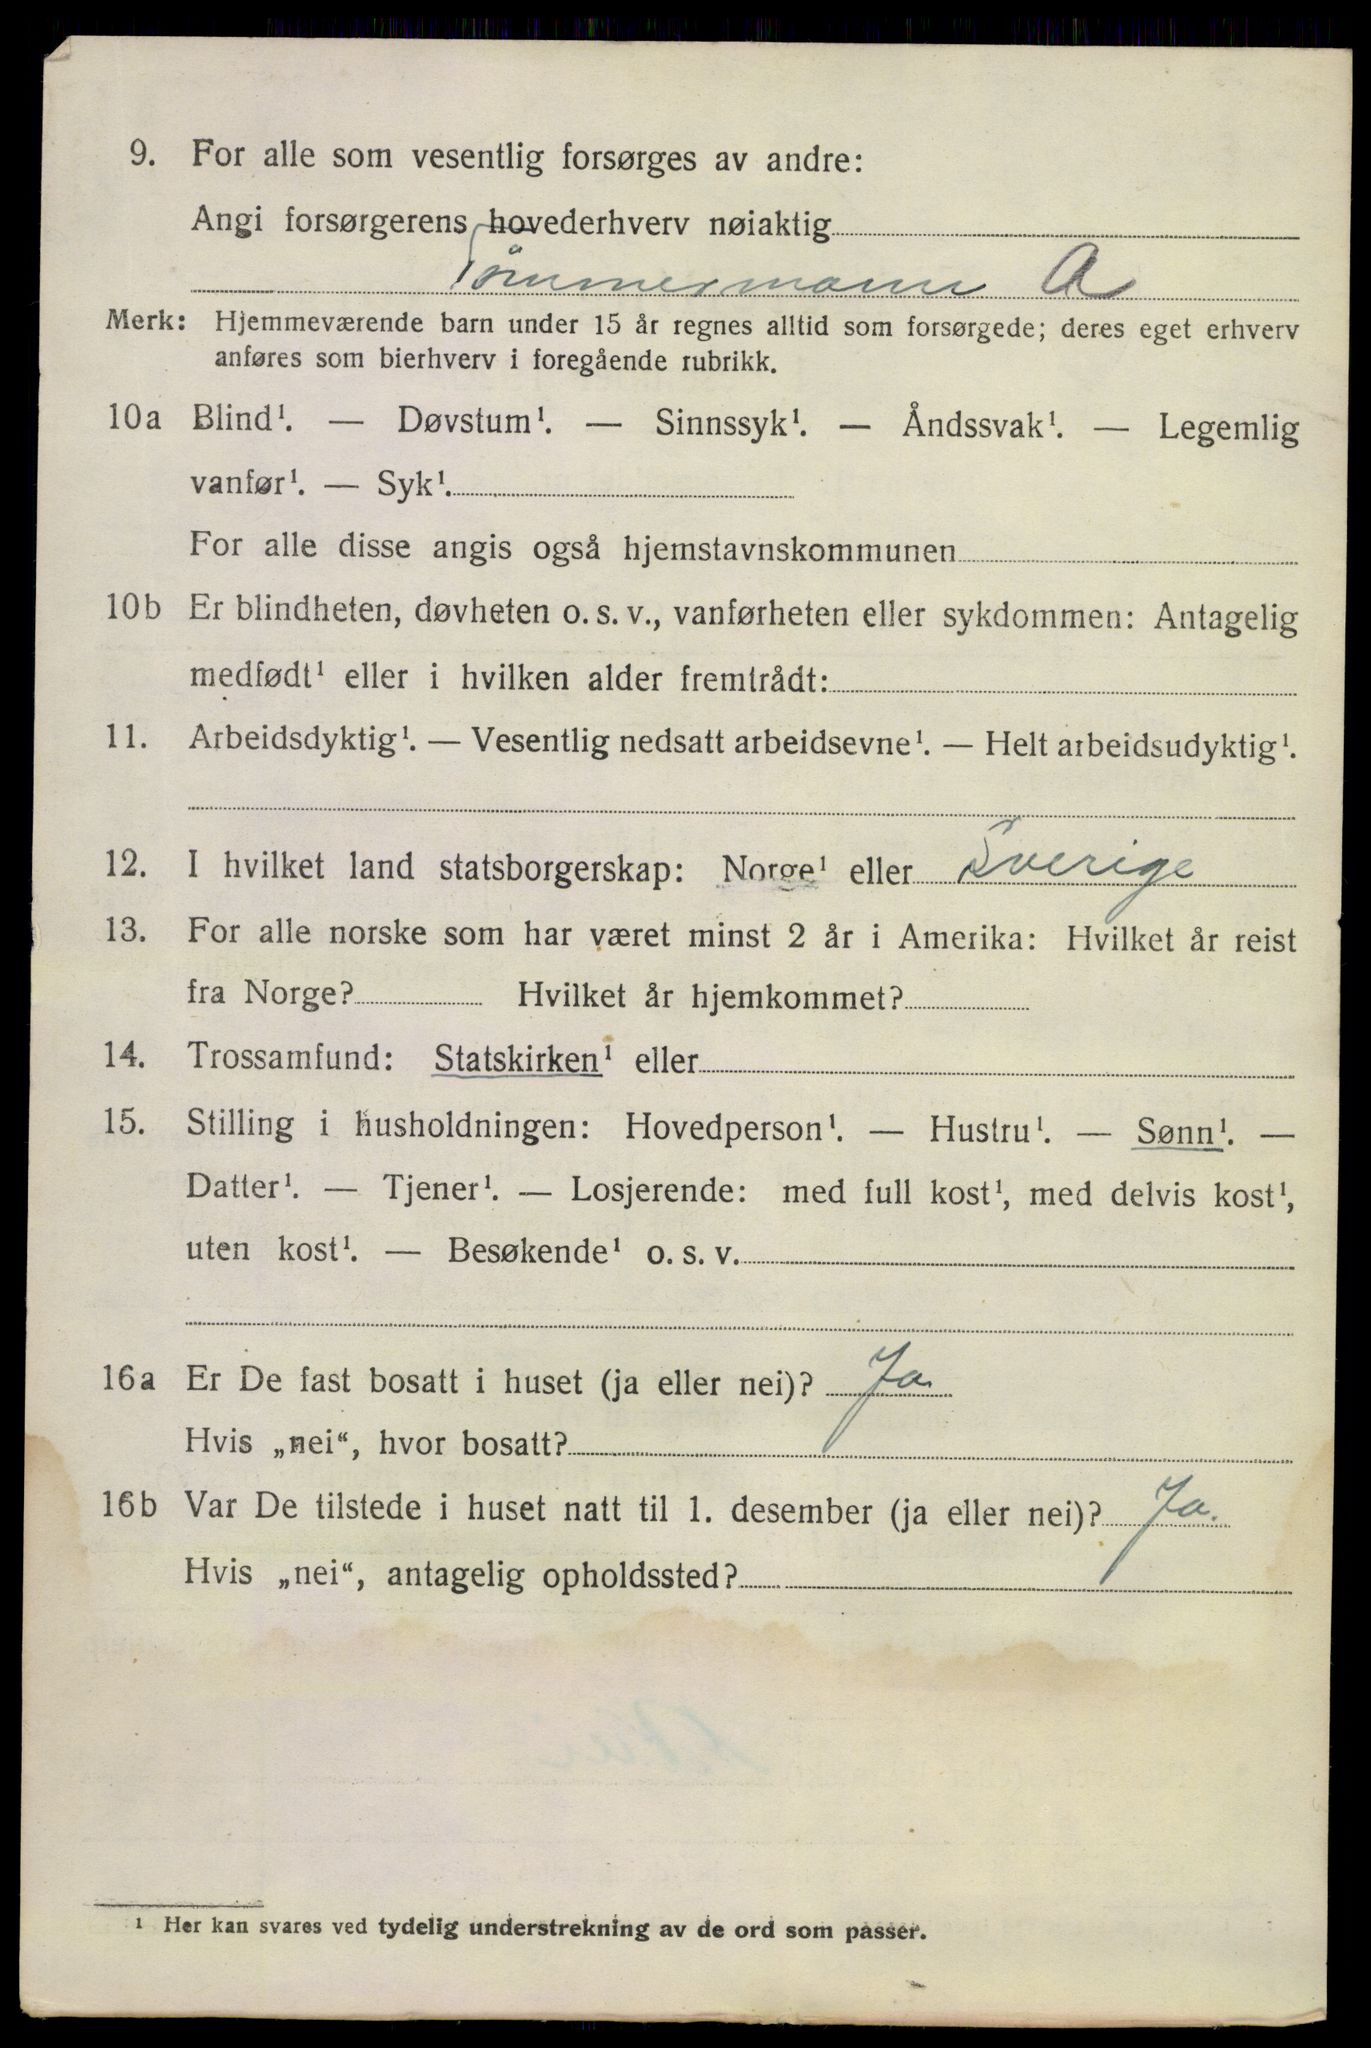 9. For alle som vesentlig forsørges av andre:
Angi forsørgerens hovederhverv nøiaktig
Tömmermann A
Merk: Hjemmeværende barn under 15 år regnes alltid som forsørgede; deres eget erhverv
anføres som bierhverv i foregående rubrikk.
10a Blind¹. — Døvstum¹. — Sinnssyk¹. — Åndssvak¹. — Legemlig
vanfør¹. — Syk¹.
For alle disse angis også hjemstavnskommunen
10b Er blindheten, døvheten o. s. v., vanførheten eller sykdommen: Antagelig
medfødt¹ eller i hvilken alder fremtrådt:
11. Arbeidsdyktig¹. — Vesentlig nedsatt arbeidsevne¹. — Helt arbeidsudyktig¹.
12. I hvilket land statsborgerskap: Norge¹ eller Sverige
13. For alle norske som har været minst 2 år i Amerika: Hvilket år reist
fra Norge? Hvilket år hjemkommet?
14. Trossamfund: Statskirken¹ eller
15. Stilling i husholdningen: Hovedperson¹. — Hustru¹. — Sønn¹. —
Datter¹. — Tjener¹. — Losjerende: med full kost¹, med delvis kost¹,
uten kost¹. — Besøkende¹ o. s. v.
16a Er De fast bosatt i huset (ja eller nei)? Ja
Hvis „nei“, hvor bosatt?
16b Var De tilstede i huset natt til 1. desember (ja eller nei)? Ja.
Hvis „nei“, antagelig opholdssted?
¹ Her kan svares ved tydelig understrekning av de ord som passer.